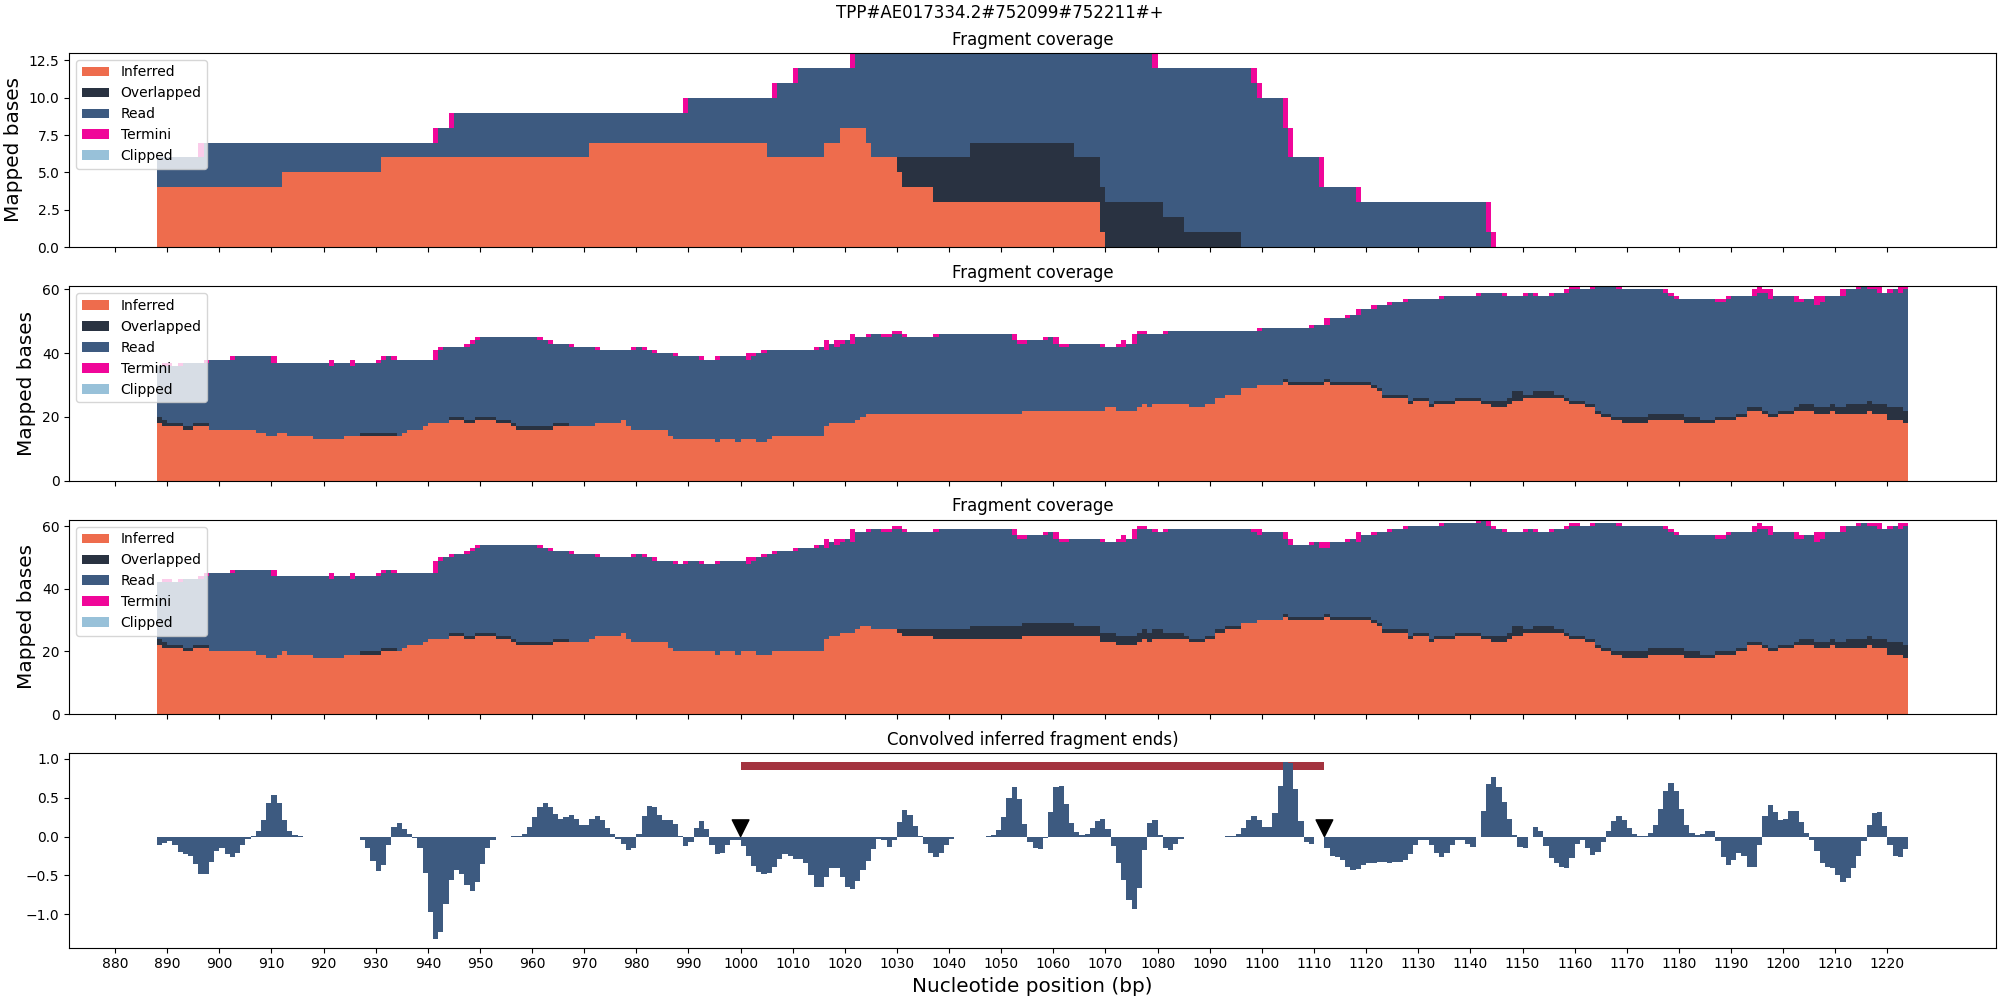 TPP#AE017334.2#752099#752211#+
Fragment coverage
Mapped bases
12.5
10.0
7.5
5.0
2.5
0.0
Inferred
Overlapped
Read
Termini
Clipped
Fragment coverage
Mapped bases
60
40
20
0
Inferred
Overlapped
Read
Termini
Clipped
Fragment coverage
Mapped bases
60
40
20
0
Inferred
Overlapped
Read
Termini
Clipped
Convolved inferred fragment ends)
1.0
0.5
0.0
−0.5
−1.0
880 890 900 910 920 930 940 950 960 970 980 990 1000 1010 1020 1030 1040 1050 1060 1070 1080 1090 1100 1110 1120 1130 1140 1150 1160 1170 1180 1190 1200 1210 1220
Nucleotide position (bp)